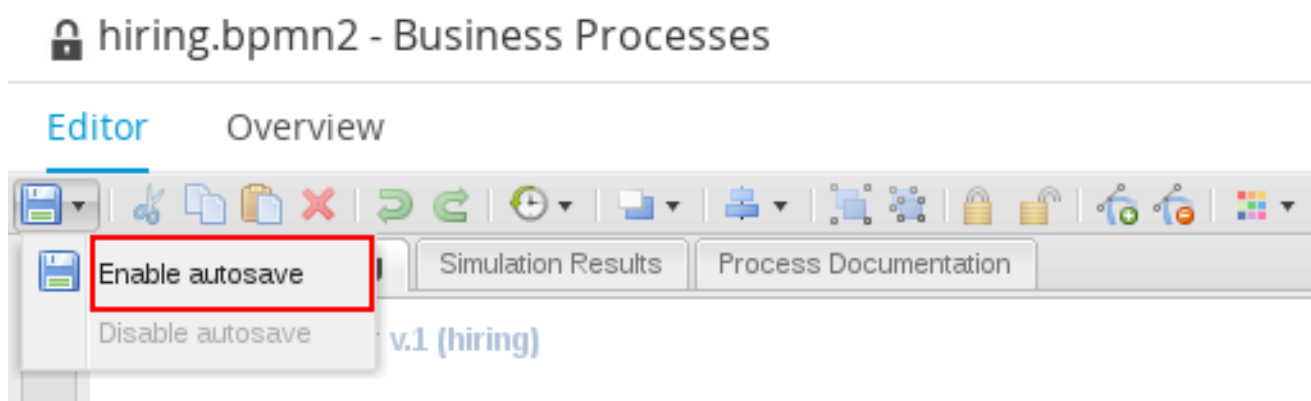 hiring.bpmn2 - Business Processes
Editor Overview
Enable autosave
Simulation Results Process Documentation
Disable autosave
v.1 (hiring)